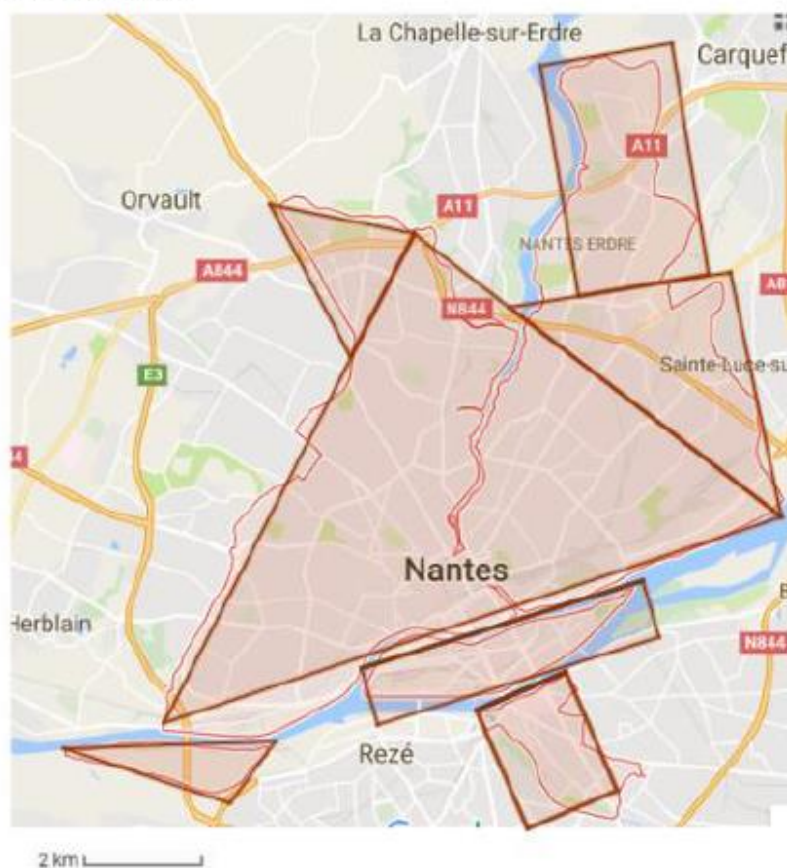 La Chapelle-sur-Erdre
Carquef
A11
Orvault
A11
NANTES ERDRE
A844
A8
N844
Sainte-Luce-su
E3
Nantes
Herblain
N844
Rezé
2 km